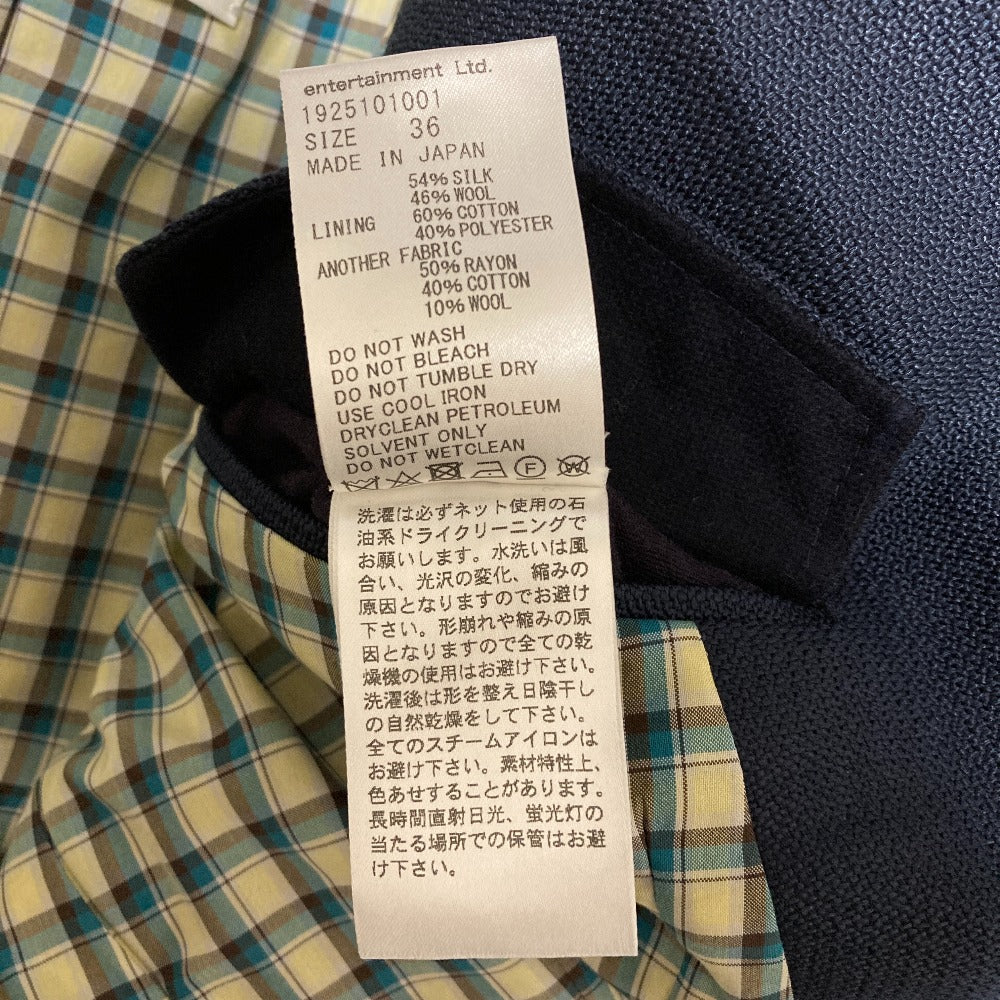 entertainment Ltd.
1925101001
SIZE 36
MADE IN JAPAN
54% SILK
46% WOOL
LINING 60% COTTON
40% POLYESTER
ANOTHER FABRIC
50% RAYON
40% COTTON
10% WOOL
DO NOT WASH
DO NOT BLEACH
DO NOT TUMBLE DRY
USE COOL IRON
DRYCLEAN PETROLEUM
SOLVENT ONLY
DO NOT WETCLEAN
洗濯は必ずネット使用の石
油系ドライクリーニングで
お願いします。水洗いは風
合い、光沢の変化、縮みの
原因となりますのでお避け
下さい。形崩れや縮みの原
因となりますので全ての乾
燥機の使用はお避け下さい。
洗濯後は形を整え日陰干し
の自然乾燥をして下さい。
全てのスチームアイロンは
お避け下さい。素材特性上、
色あせすることがあります。
長時間直射日光、蛍光灯の
当たる場所での保管はお避
け下さい。